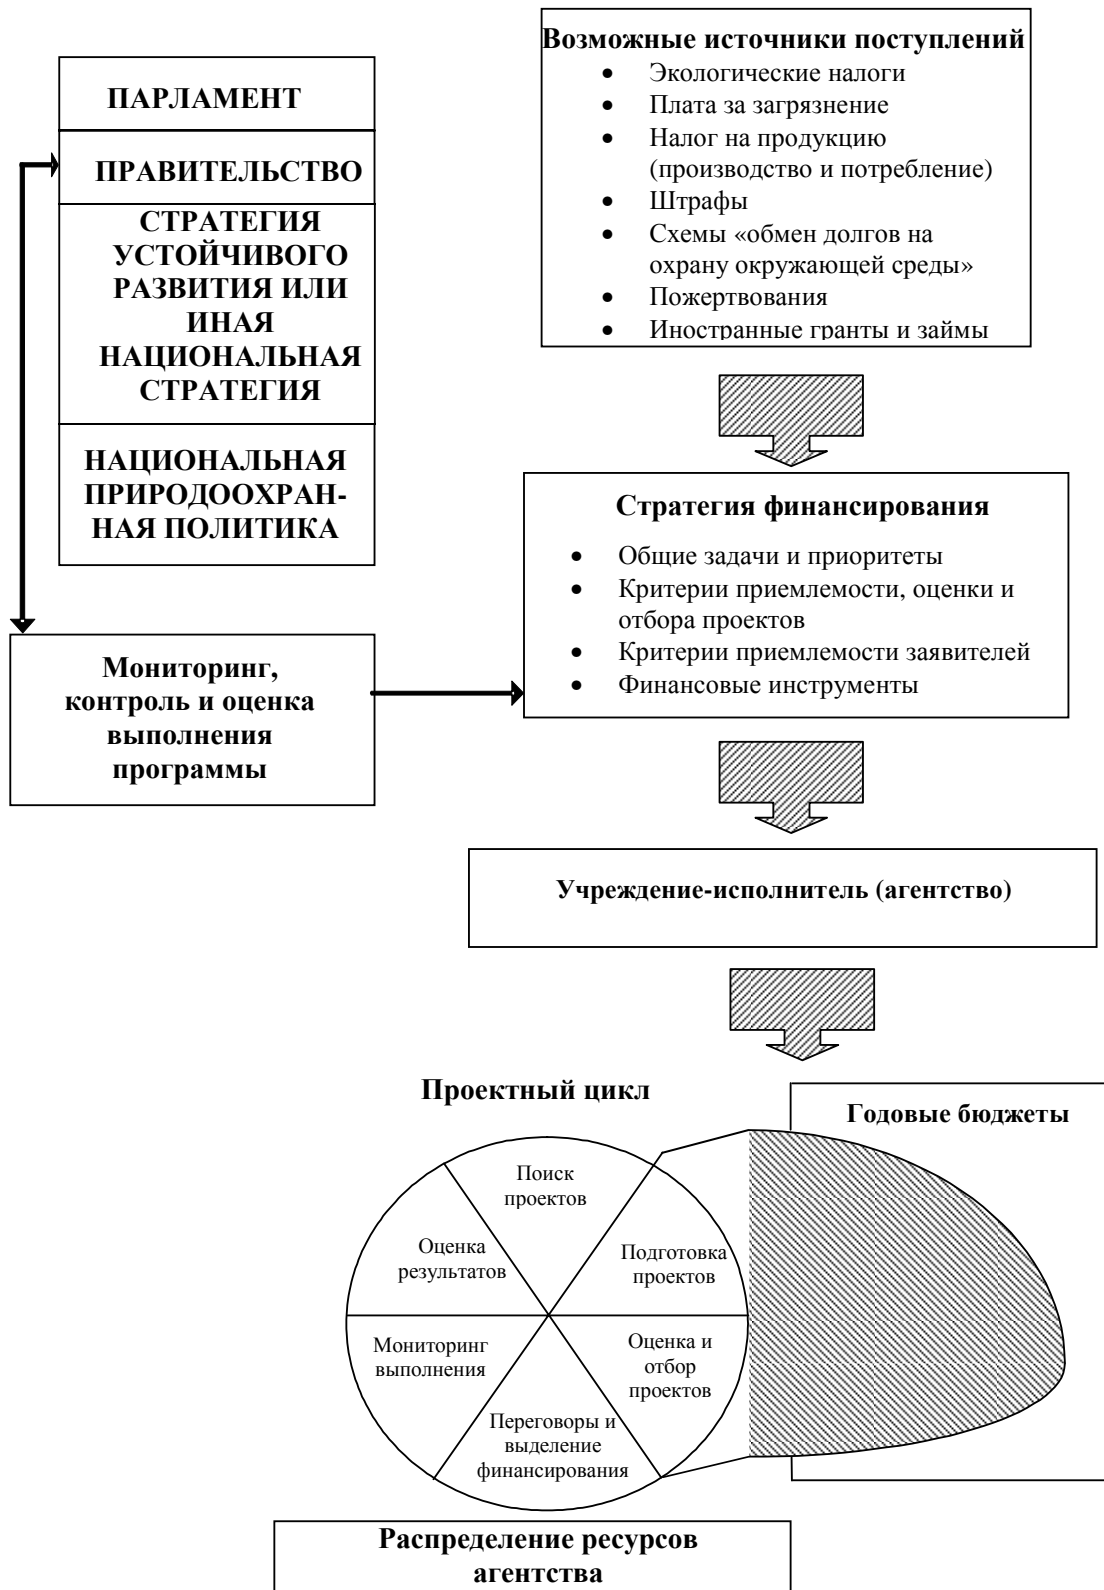 ПАРЛАМЕНТ
ПРАВИТЕЛЬСТВО
СТРАТЕГИЯ
УСТОЙЧИВОГО
РАЗВИТИЯ ИЛИ
ИНАЯ
НАЦИОНАЛЬНАЯ
СТРАТЕГИЯ
НАЦИОНАЛЬНАЯ
ПРИРОДООХРАН-
НАЯ ПОЛИТИКА
Мониторинг,
контроль и оценка
выполнения
программы
Возможные источники поступлений
• Экологические налоги
• Плата за загрязнение
• Налог на продукцию
(производство и потребление)
• Штрафы
• Схемы «обмен долгов на
охрану окружающей среды»
• Пожертвования
• Иностранные гранты и займы
Стратегия финансирования
• Общие задачи и приоритеты
• Критерии приемлемости, оценки и
отбора проектов
• Критерии приемлемости заявителей
• Финансовые инструменты
Учреждение-исполнитель (агентство)
Проектный цикл
Годовые бюджеты
Поиск
проектов
Подготовка
проектов
Оценка и
отбор
проектов
Переговоры и
выделение
финансирования
Мониторинг
выполнения
Оценка
результатов
Распределение ресурсов
агентства